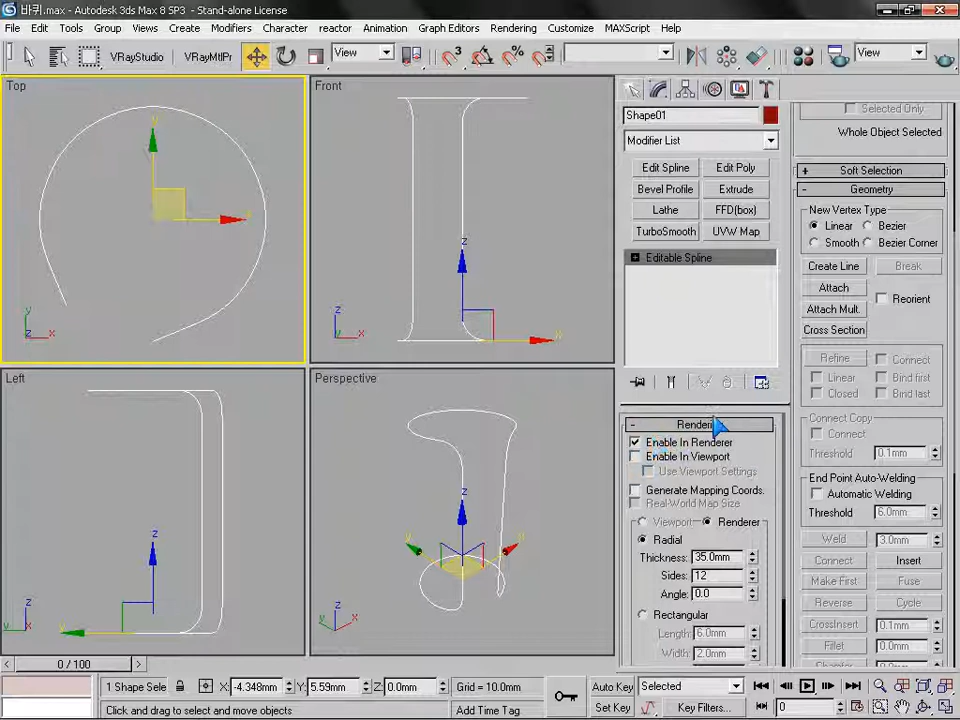 바퀴.max - Autodesk 3ds Max 8 SP3 - Stand-alone License
File Edit Tools Group Views Create Modifiers Character reactor Animation Graph Editors Rendering Customize MAXScript Help
VRayStudio VRayMtlPr View 3 % View
Top
Front
Shape01
Modifier List
Edit Spline Edit Poly
Bevel Profile Extrude
Lathe FFD(box)
TurboSmooth UVW Map
+ Editable Spline
Selected Only
Whole Object Selected
+ Soft Selection
- Geometry
New Vertex Type
Linear Bezier
Smooth Bezier Corner
Create Line Break
Attach
Reorient
Attach Mult.
Cross Section
Refine Connect
Linear Bind first
Closed Bind last
Connect Copy
Connect
Threshold 0.1mm
End Point Auto-Welding
Automatic Welding
Threshold 6.0mm
Weld 3.0mm
Connect Insert
Make First Fuse
Reverse Cycle
CrossInsert 0.1mm
Fillet 0.0mm
Left
Perspective
Enable In Renderer
Enable In Viewport
Use Viewport Settings
Generate Mapping Coords.
Real-World Map Size
Viewport Renderer
Radial
Thickness: 35.0mm
Sides: 12
Angle: 0.0
Rectangular
Length: 6.0mm
Width: 2.0mm
y x z
< 0 / 100 >
1 Shape Sele X: -4.348mm Y: 5.59mm Z: 0.0mm Grid = 10.0mm
Click and drag to select and move objects
Add Time Tag
Auto Key Selected
Set Key Key Filters... 0